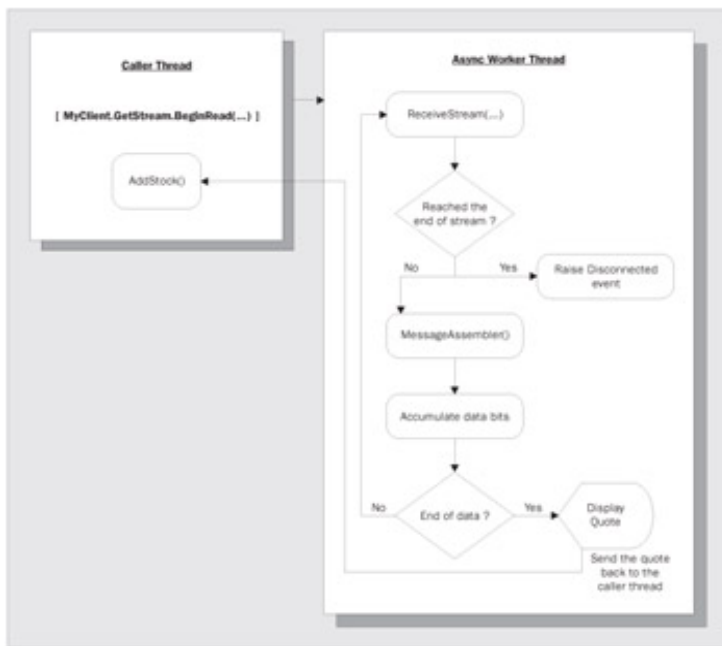 Caller Thread
[ MyClient.GetStream.BeginRead(...) ]
AddStock()
Async Worker Thread
ReceiveStream(...)
Reached the
end of stream ?
No
Yes
Raise Disconnected
event
MessageAssembler()
Accumulate data bits
No
End of data ?
Yes
Display
Quote
Send the quote
back to the
caller thread